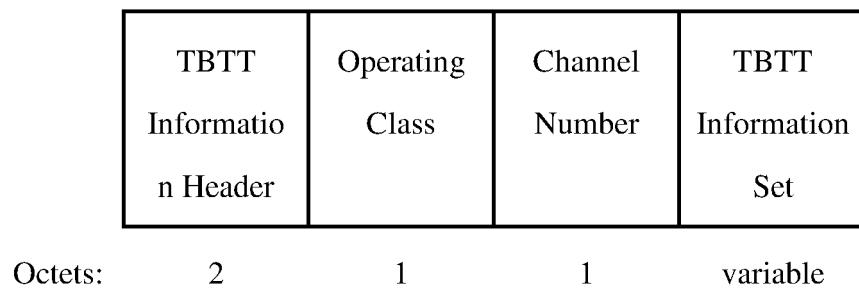 TBTT Operating Channel TBTT
Informatio Class Number Information
n Header Set
Octets: 2 1 1 variable